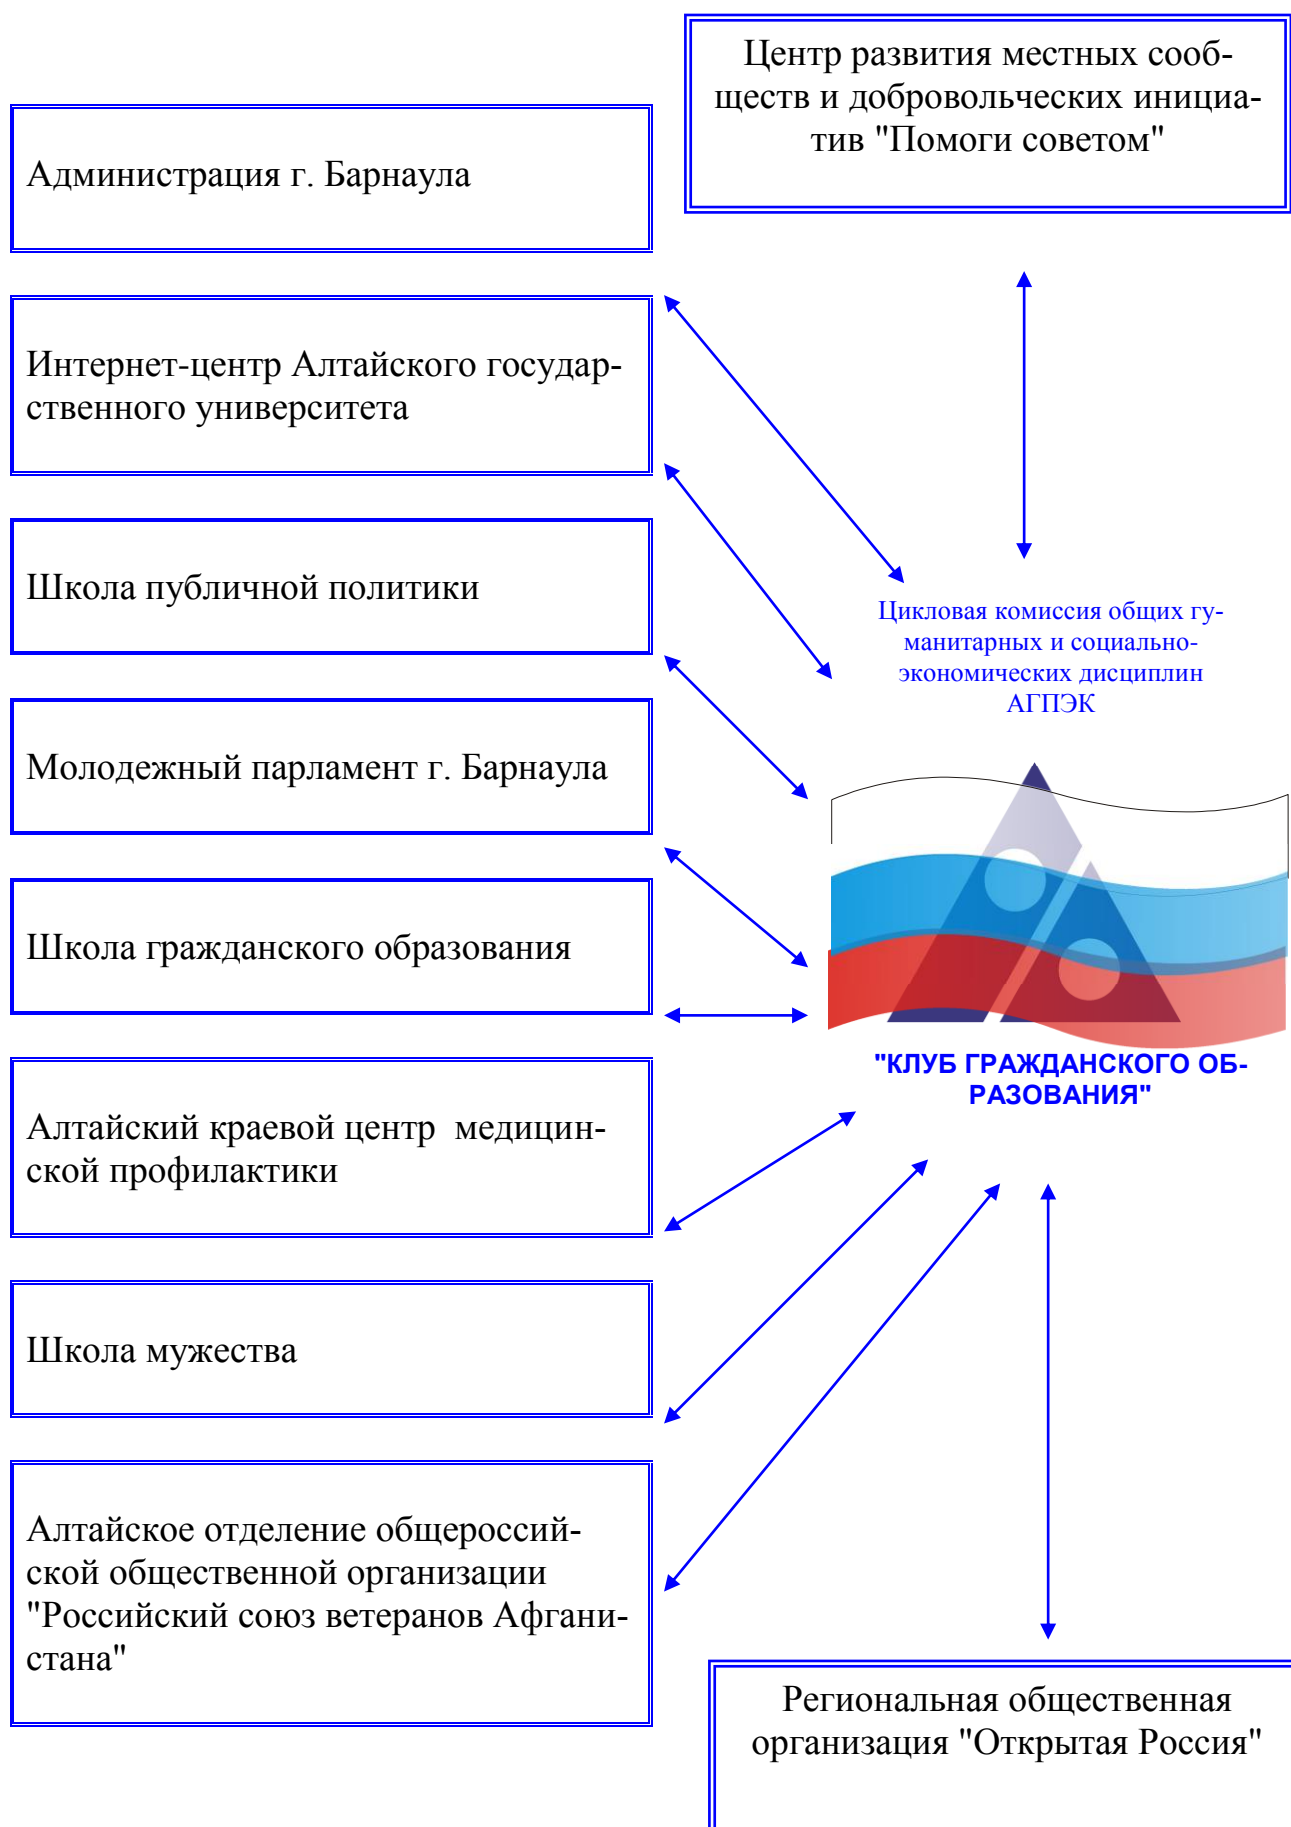 Центр развития местных сооб-
ществ и добровольческих инициа-
тив "Помоги советом"
Администрация г. Барнаула
Интернет-центр Алтайского государ-
ственного университета
Школа публичной политики
Цикловая комиссия общих гу-
манитарных и социально-
экономических дисциплин
АГПЭК
Молодежный парламент г. Барнаула
Школа гражданского образования
"КЛУБ ГРАЖДАНСКОГО ОБ-
РАЗОВАНИЯ"
Алтайский краевой центр  медицин-
ской профилактики
Школа мужества
Алтайское отделение общероссий-
ской общественной организации
"Российский союз ветеранов Афгани-
стана"
Региональная общественная
организация "Открытая Россия"